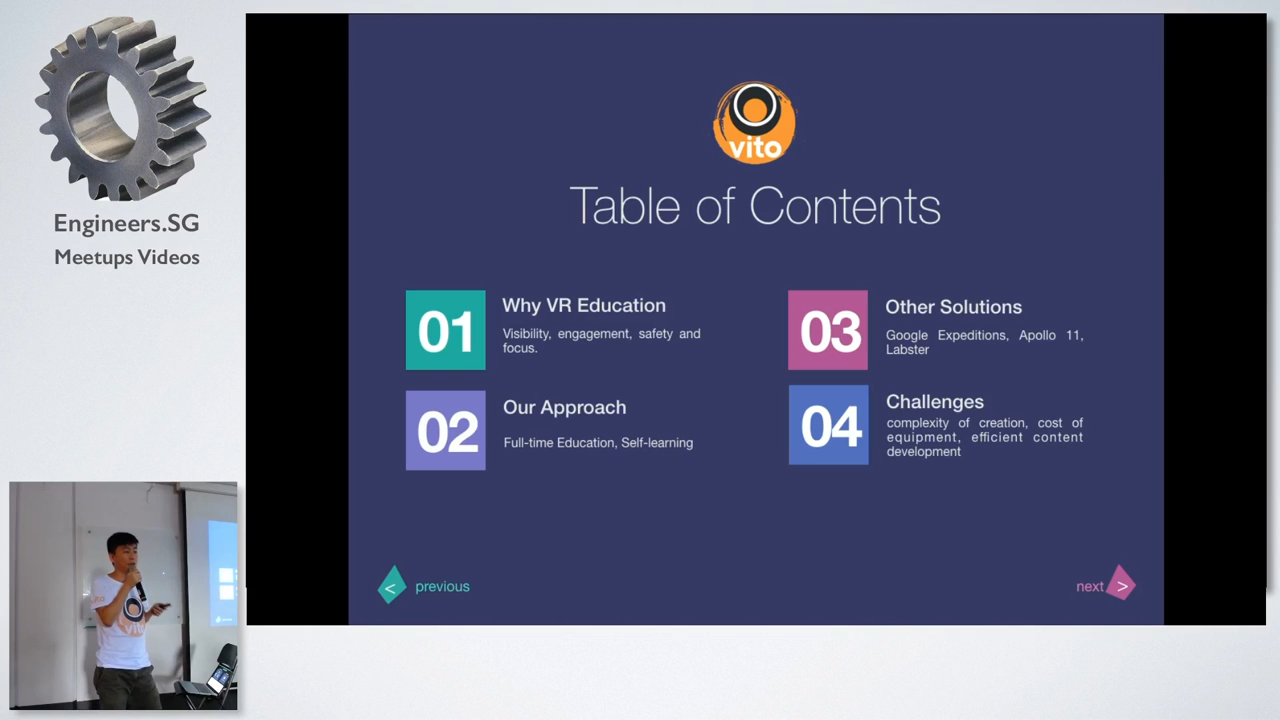 Engineers.SG
Meetups Videos
vito
Table of Contents
01
Why VR Education
Visibility, engagement, safety and
focus.
02
Our Approach
Full-time Education, Self-learning
03
Other Solutions
Google Expeditions, Apollo 11,
Labster
04
Challenges
complexity of creation, cost of
equipment, efficient content
development
< previous
next >
vito